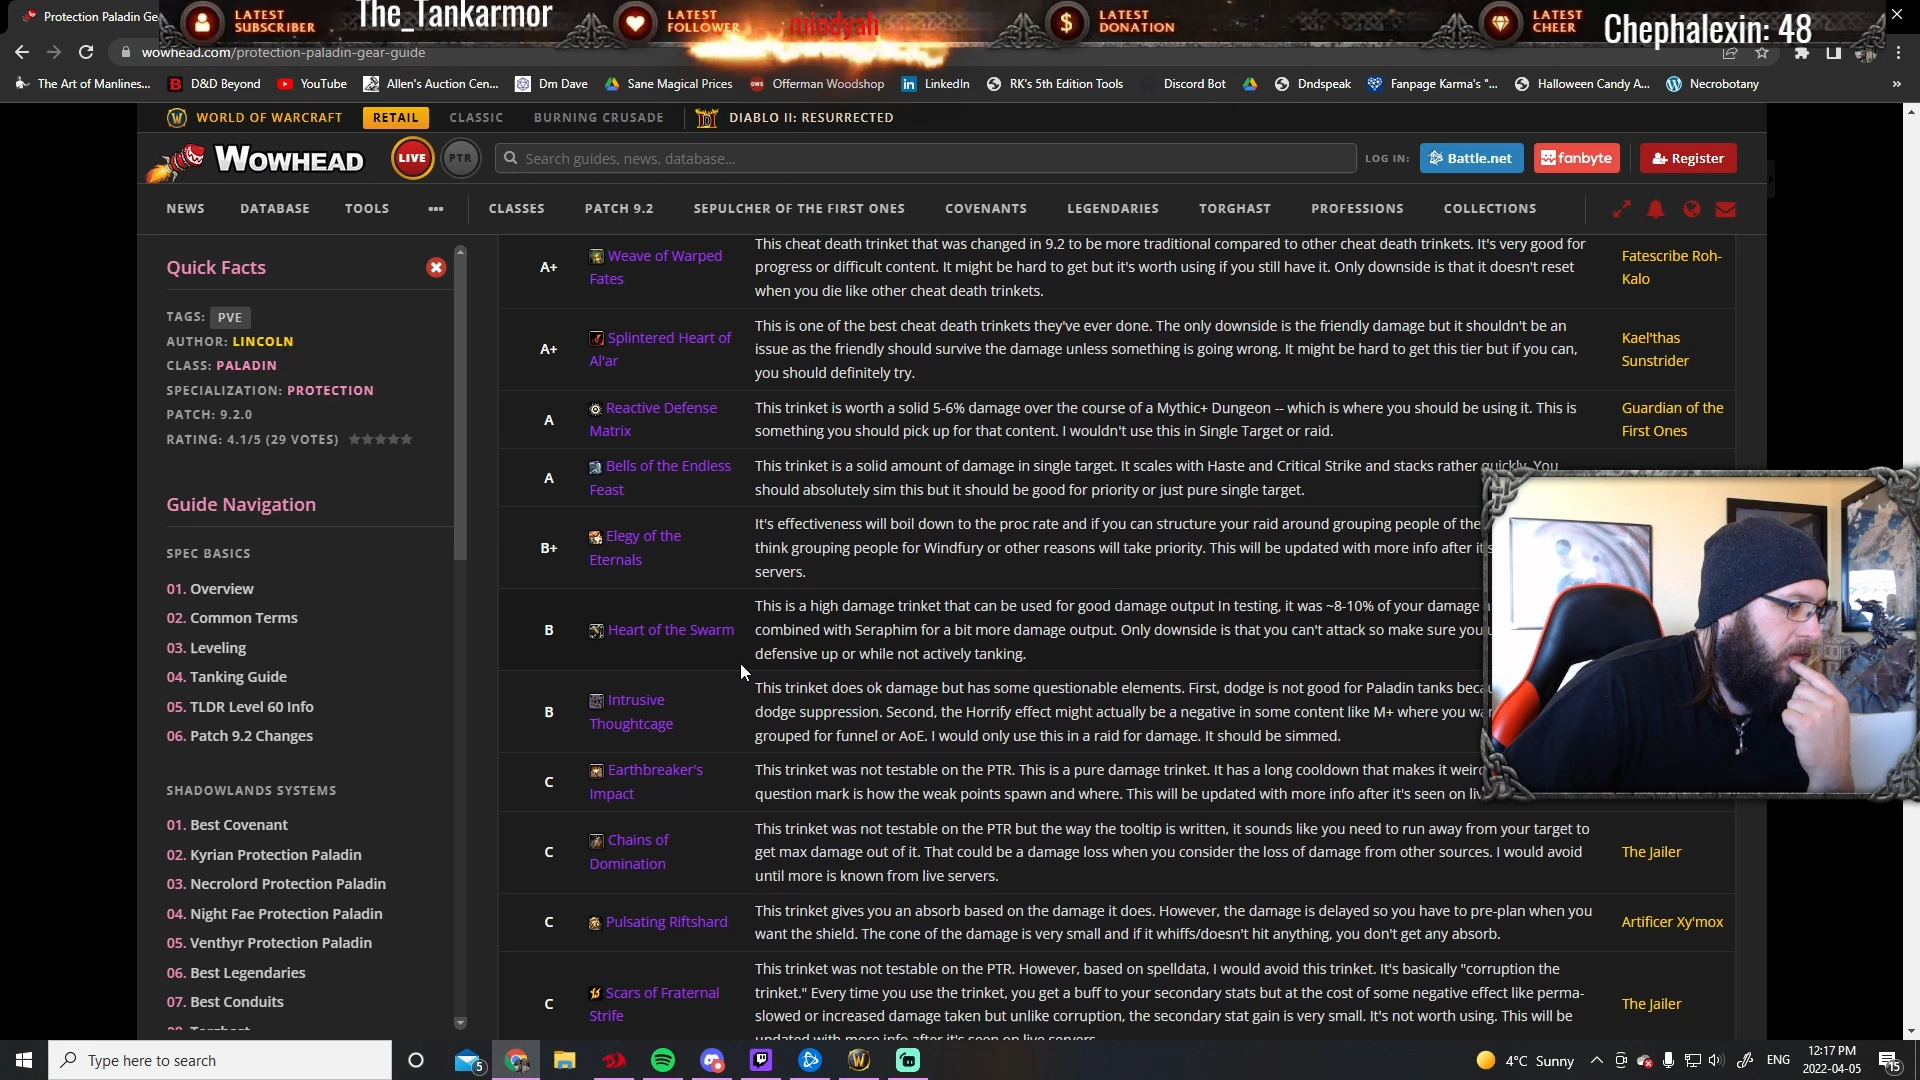 Protection Paladin Ge
LATEST SUBSCRIBER
The_Tankarmor
LATEST FOLLOWER
mindyah
LATEST DONATION
LATEST CHEER
Chephalexin: 48
wowhead.com/protection-paladin-gear-guide
The Art of Manlines...
D&D Beyond
YouTube
Allen's Auction Cen...
Dm Dave
Sane Magical Prices
Offerman Woodshop
LinkedIn
RK's 5th Edition Tools
Discord Bot
Dndspeak
Fanpage Karma's "...
Halloween Candy A...
Necrobotany
WORLD OF WARCRAFT
RETAIL
CLASSIC
BURNING CRUSADE
DIABLO II: RESURRECTED
WOWHEAD
LIVE
PTR
Search guides, news, database...
LOG IN:
Battle.net
fanbyte
Register
NEWS
DATABASE
TOOLS
CLASSES
PATCH 9.2
SEPULCHER OF THE FIRST ONES
COVENANTS
LEGENDARIES
TORGHAST
PROFESSIONS
COLLECTIONS
Quick Facts
TAGS: PVE
AUTHOR: LINCOLN
CLASS: PALADIN
SPECIALIZATION: PROTECTION
PATCH: 9.2.0
RATING: 4.1/5 (29 VOTES)
Guide Navigation
SPEC BASICS
01. Overview
02. Common Terms
03. Leveling
04. Tanking Guide
05. TLDR Level 60 Info
06. Patch 9.2 Changes
SHADOWLANDS SYSTEMS
01. Best Covenant
02. Kyrian Protection Paladin
03. Necrolord Protection Paladin
04. Night Fae Protection Paladin
05. Venthyr Protection Paladin
06. Best Legendaries
07. Best Conduits
A+
Weave of Warped
Fates
This cheat death trinket that was changed in 9.2 to be more traditional compared to other cheat death trinkets. It's very good for
progress or difficult content. It might be hard to get but it's worth using if you still have it. Only downside is that it doesn't reset
when you die like other cheat death trinkets.
Fatescribe Roh-
Kalo
A+
Splintered Heart of
Al'ar
This is one of the best cheat death trinkets they've ever done. The only downside is the friendly damage but it shouldn't be an
issue as the friendly should survive the damage unless something is going wrong. It might be hard to get this tier but if you can,
you should definitely try.
Kael'thas
Sunstrider
A
Reactive Defense
Matrix
This trinket is worth a solid 5-6% damage over the course of a Mythic+ Dungeon -- which is where you should be using it. This is
something you should pick up for that content. I wouldn't use this in Single Target or raid.
Guardian of the
First Ones
A
Bells of the Endless
Feast
This trinket is a solid amount of damage in single target. It scales with Haste and Critical Strike and stacks rather quickly. You
should absolutely sim this but it should be good for priority or just pure single target.
B+
Elegy of the
Eternals
It's effectiveness will boil down to the proc rate and if you can structure your raid around grouping people of the
think grouping people for Windfury or other reasons will take priority. This will be updated with more info after it's
servers.
B
Heart of the Swarm
This is a high damage trinket that can be used for good damage output In testing, it was ~8-10% of your damage
combined with Seraphim for a bit more damage output. Only downside is that you can't attack so make sure you
defensive up or while not actively tanking.
B
Intrusive
Thoughtcage
This trinket does ok damage but has some questionable elements. First, dodge is not good for Paladin tanks
dodge suppression. Second, the Horrify effect might actually be a negative in some content like M+ where you
grouped for funnel or AoE. I would only use this in a raid for damage. It should be simmed.
C
Earthbreaker's
Impact
This trinket was not testable on the PTR. This is a pure damage trinket. It has a long cooldown that makes it
question mark is how the weak points spawn and where. This will be updated with more info after it's seen on
C
Chains of
Domination
This trinket was not testable on the PTR but the way the tooltip is written, it sounds like you need to run away from your target to
get max damage out of it. That could be a damage loss when you consider the loss of damage from other sources. I would avoid
until more is known from live servers.
The Jailer
C
Pulsating Riftshard
This trinket gives you an absorb based on the damage it does. However, the damage is delayed so you have to pre-plan when you
want the shield. The cone of the damage is very small and if it whiffs/doesn't hit anything, you don't get any absorb.
Artificer Xy'mox
C
Scars of Fraternal
Strife
This trinket was not testable on the PTR. However, based on spelldata, I would avoid this trinket. It's basically "corruption the
trinket." Every time you use the trinket, you get a buff to your secondary stats but at the cost of some negative effect like perma-
slowed or increased damage taken but unlike corruption, the secondary stat gain is very small. It's not worth using. This will be
updated with more info after it's seen on live servers.
The Jailer
Type here to search
5
4°C Sunny
ENG
12:17 PM
2022-04-05
15